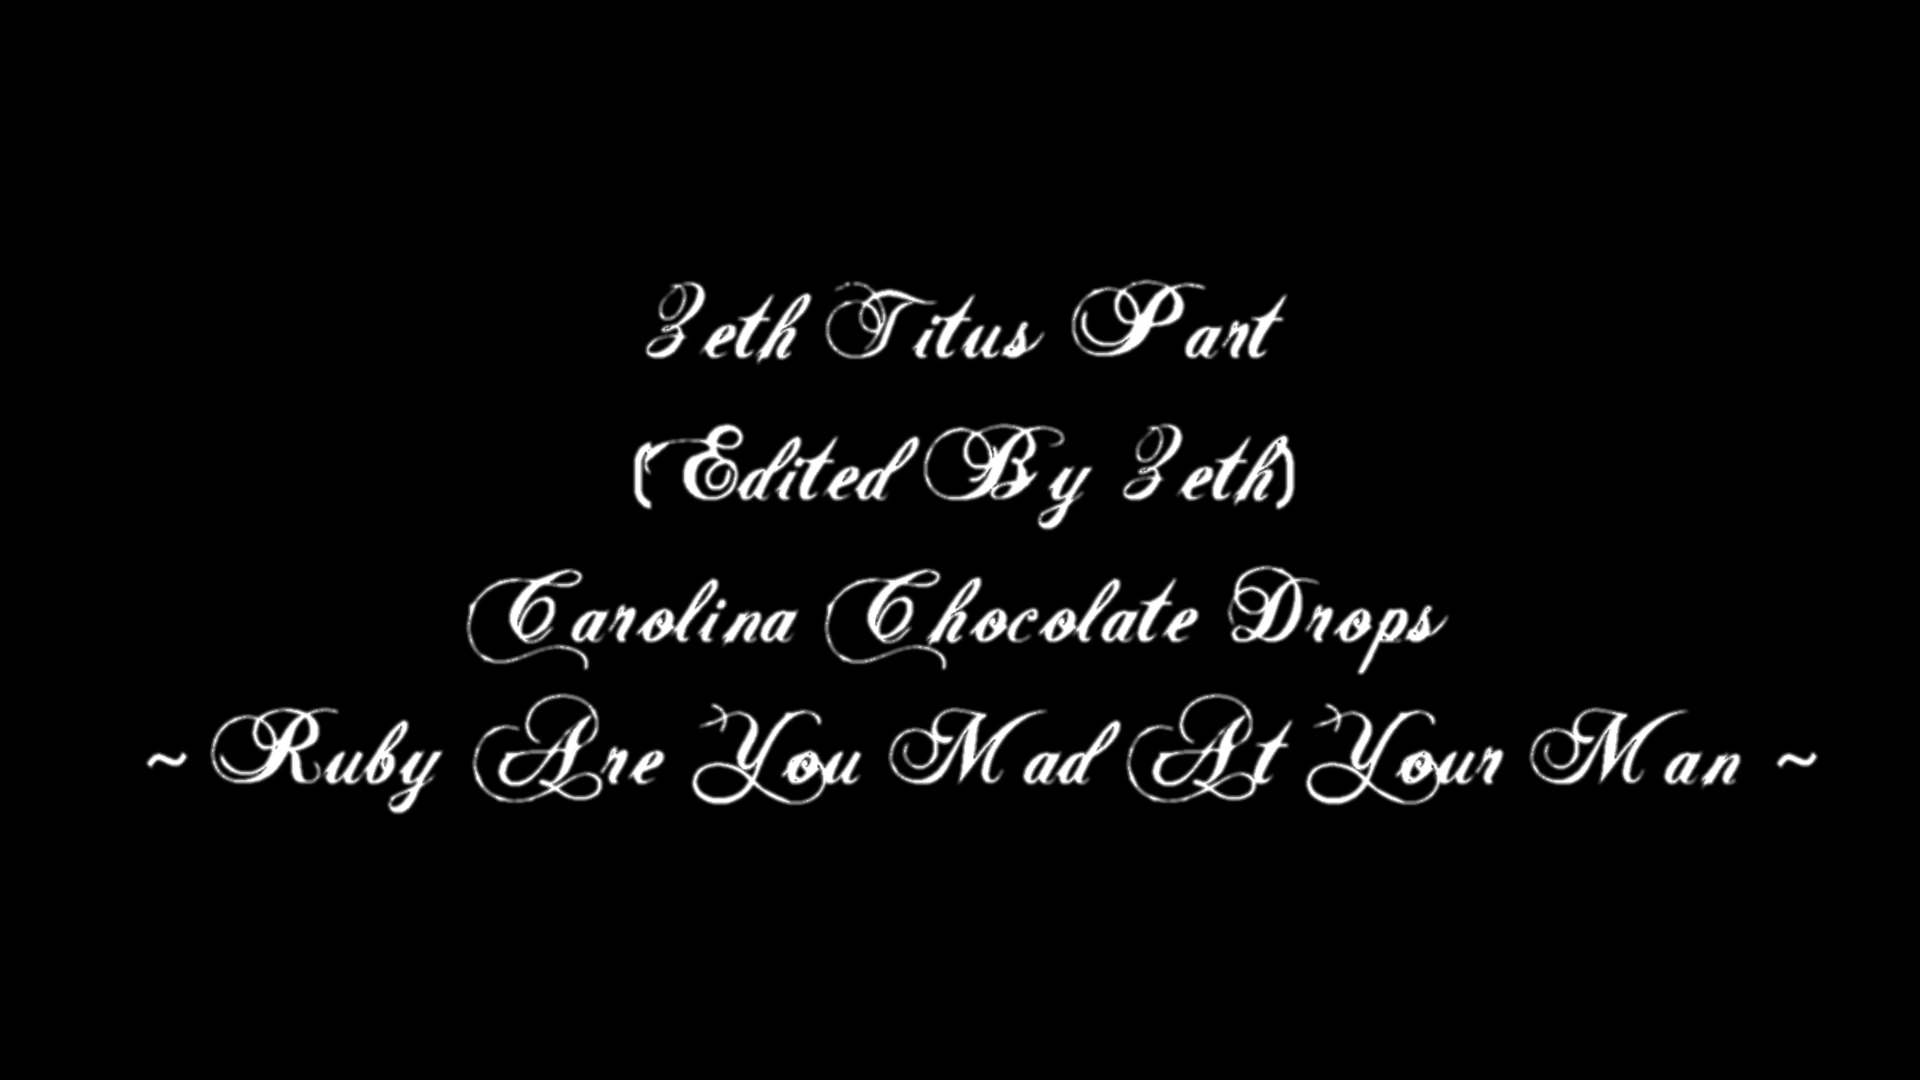 Zeth Titus Part
(Edited By Zeth)
Carolina Chocolate Drops
~ Ruby Are You Mad At Your Man ~